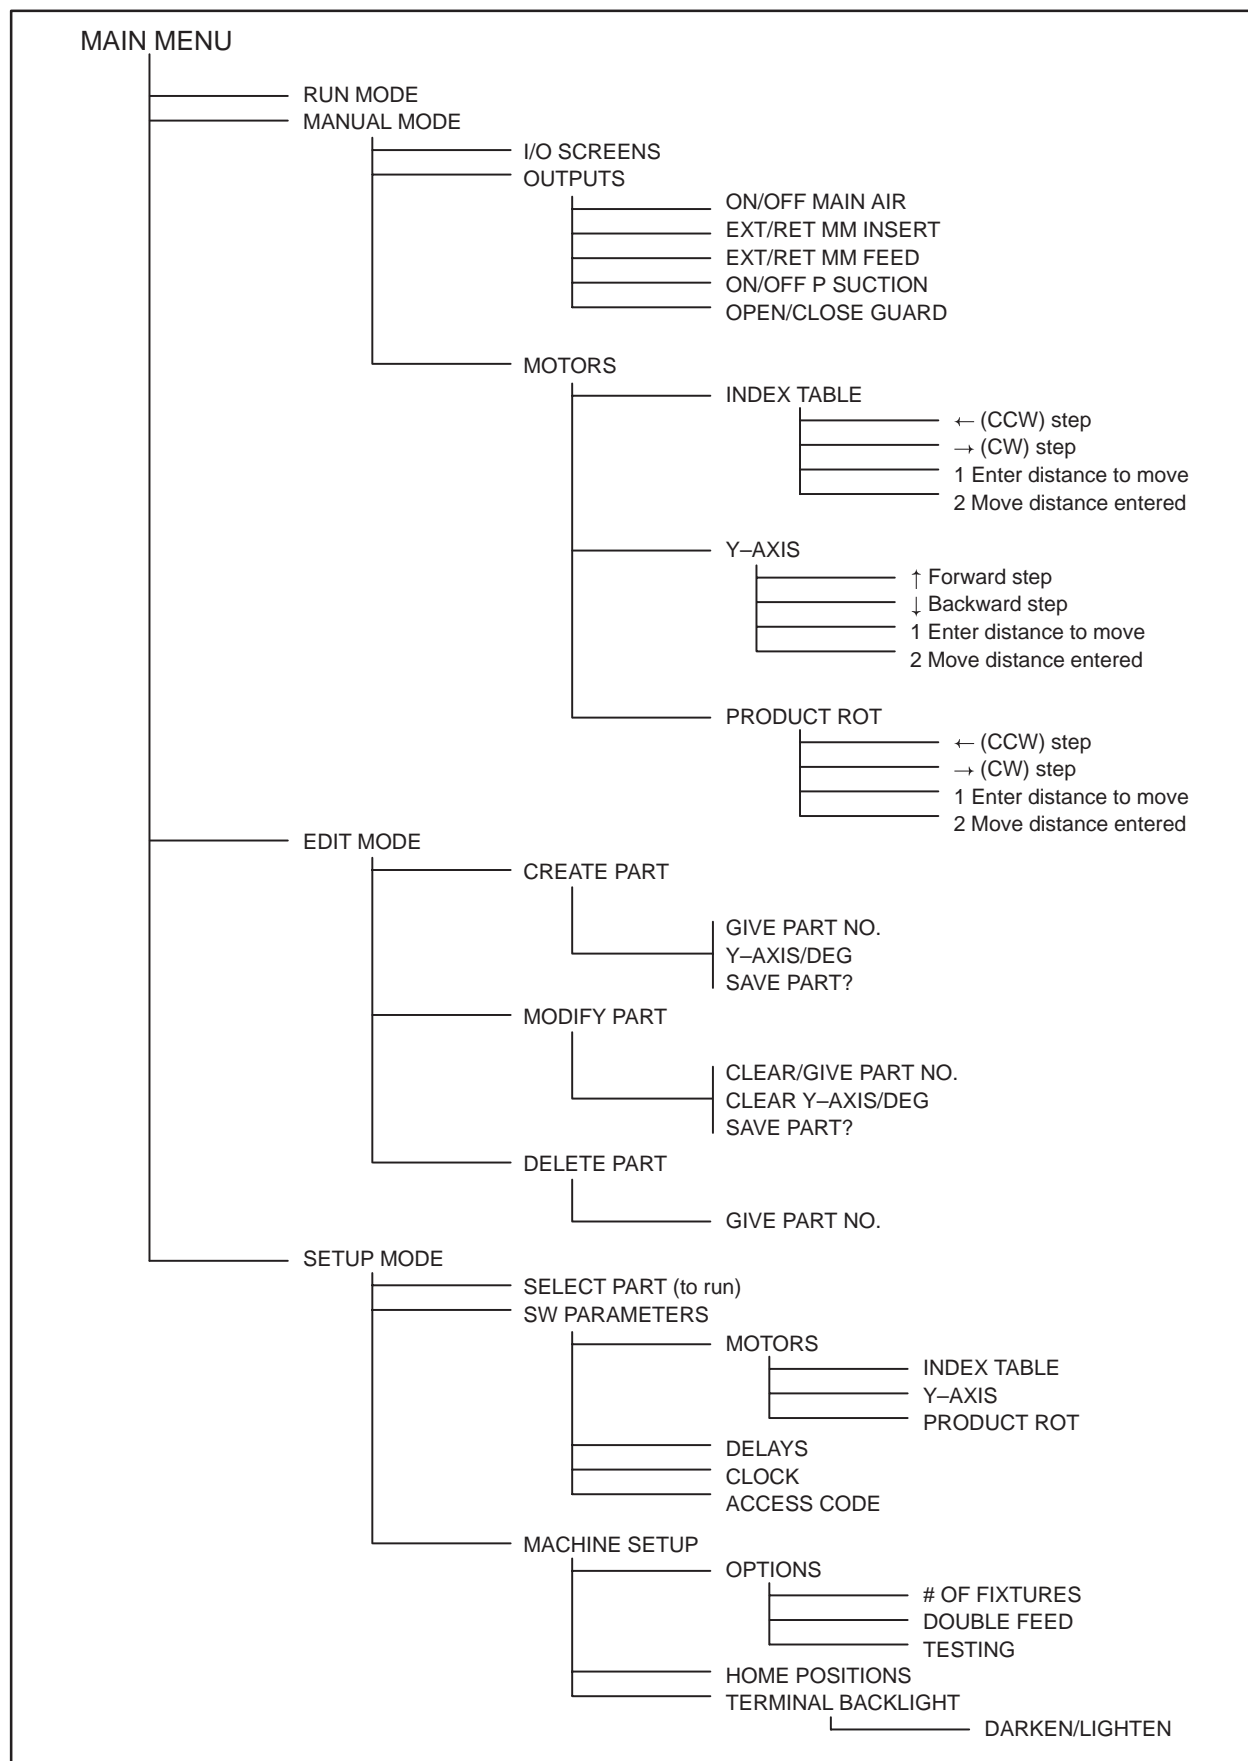 MAIN MENU
RUN MODE
MANUAL MODE
I/O SCREENS
OUTPUTS
ON/OFF MAIN AIR
EXT/RET MM INSERT
EXT/RET MM FEED
ON/OFF P SUCTION
OPEN/CLOSE GUARD
MOTORS
INDEX TABLE
← (CCW) step
→ (CW) step
1 Enter distance to move
2 Move distance entered
Y–AXIS
↑ Forward step
↓ Backward step
1 Enter distance to move
2 Move distance entered
PRODUCT ROT
← (CCW) step
→ (CW) step
1 Enter distance to move
2 Move distance entered
EDIT MODE
CREATE PART
GIVE PART NO.
Y–AXIS/DEG
SAVE PART?
MODIFY PART
CLEAR/GIVE PART NO.
CLEAR Y–AXIS/DEG
SAVE PART?
DELETE PART
GIVE PART NO.
SETUP MODE
SELECT PART (to run)
SW PARAMETERS
MOTORS
INDEX TABLE
Y–AXIS
PRODUCT ROT
DELAYS
CLOCK
ACCESS CODE
MACHINE SETUP
OPTIONS
# OF FIXTURES
DOUBLE FEED
TESTING
HOME POSITIONS
TERMINAL BACKLIGHT
DARKEN/LIGHTEN